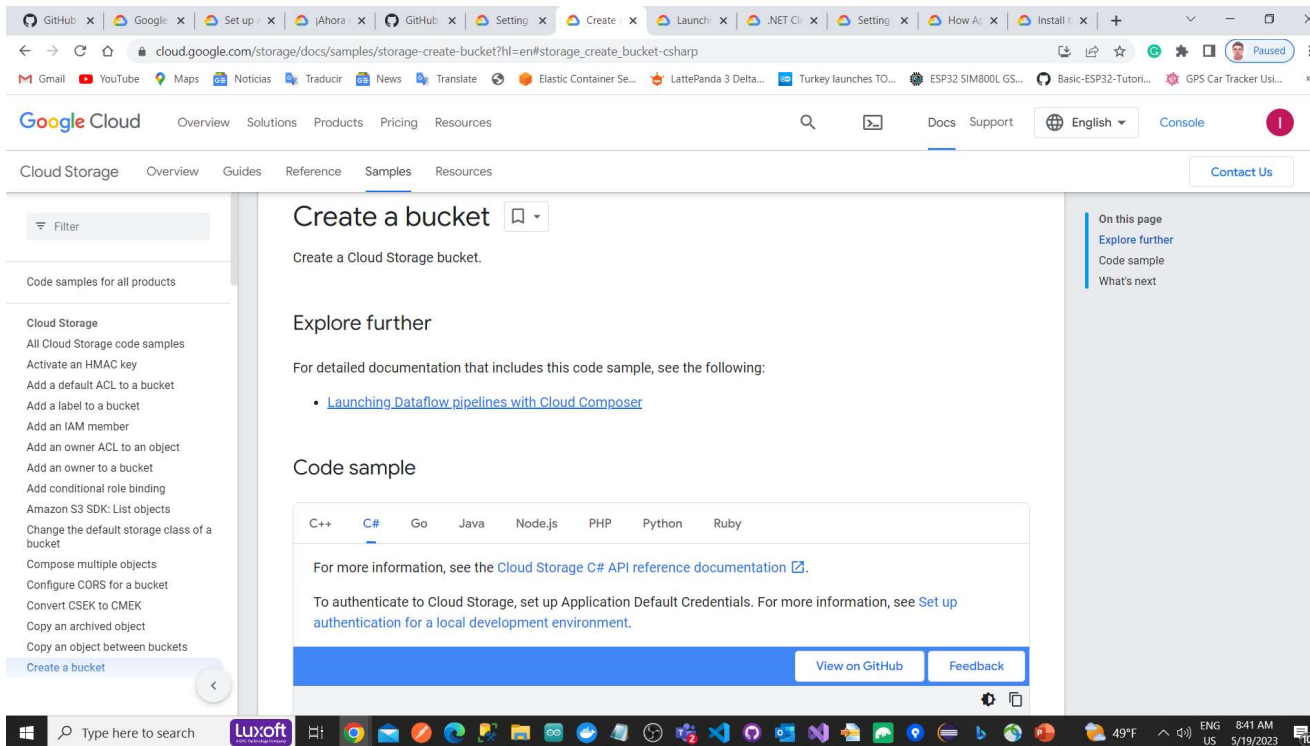 GitHub
Google
Set up
¡Ahora
GitHub
Setting
Create
Launch
.NET Cl
Setting
How Ap
Install t
cloud.google.com/storage/docs/samples/storage-create-bucket?hl=en#storage_create_bucket-csharp
Paused
Gmail
YouTube
Maps
Noticias
Traducir
News
Translate
Elastic Container Se...
LattePanda 3 Delta...
Turkey launches TO...
ESP32 SIM800L GS...
Basic-ESP32-Tutori...
GPS Car Tracker Usi...
Google Cloud
Overview
Solutions
Products
Pricing
Resources
Docs
Support
English
Console
I
Cloud Storage
Overview
Guides
Reference
Samples
Resources
Contact Us
Filter
Code samples for all products
Cloud Storage
All Cloud Storage code samples
Activate an HMAC key
Add a default ACL to a bucket
Add a label to a bucket
Add an IAM member
Add an owner ACL to an object
Add an owner to a bucket
Add conditional role binding
Amazon S3 SDK: List objects
Change the default storage class of a
bucket
Compose multiple objects
Configure CORS for a bucket
Convert CSEK to CMEK
Copy an archived object
Copy an object between buckets
Create a bucket
Create a bucket
Create a Cloud Storage bucket.
Explore further
For detailed documentation that includes this code sample, see the following:
• Launching Dataflow pipelines with Cloud Composer
Code sample
C++
C#
Go
Java
Node.js
PHP
Python
Ruby
For more information, see the Cloud Storage C# API reference documentation.
To authenticate to Cloud Storage, set up Application Default Credentials. For more information, see Set up
authentication for a local development environment.
View on GitHub
Feedback
On this page
Explore further
Code sample
What's next
Type here to search
Luxoft
49°F
ENG
US
8:41 AM
5/19/2023